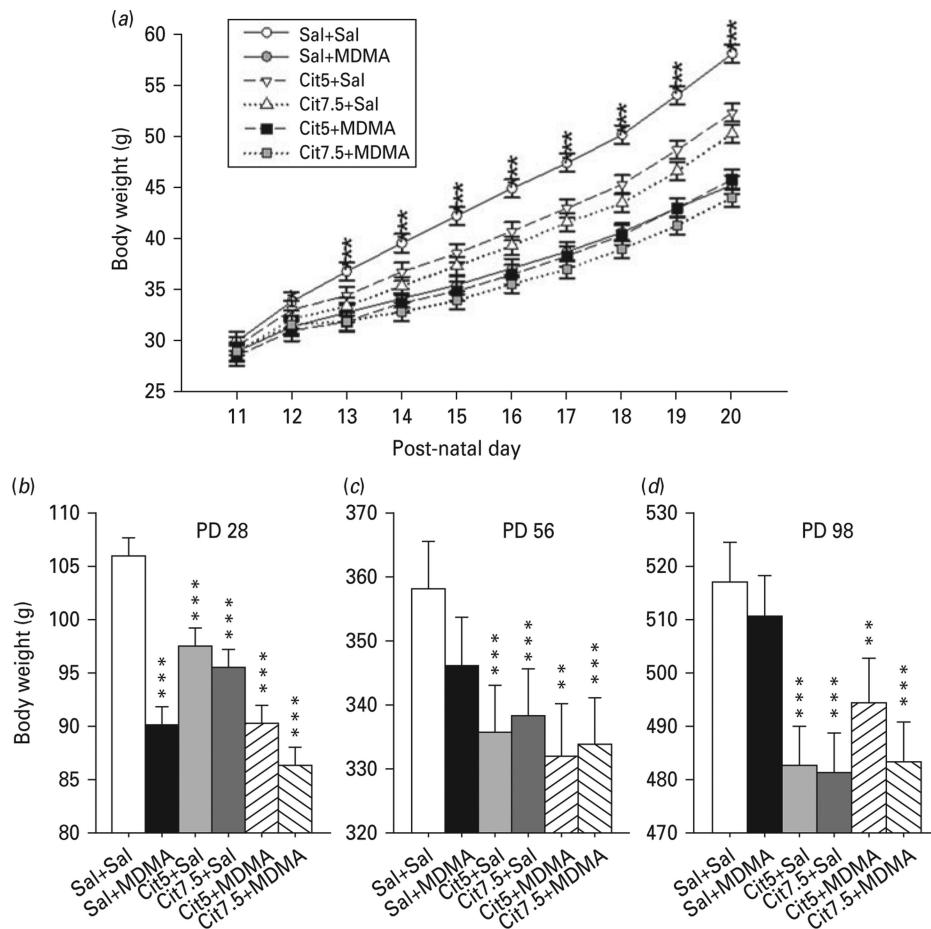 (a)
60
55
50
45
40
35
30
25
Body weight (g)
Sal+Sal
Sal+MDMA
Cit5+Sal
Cit7.5+Sal
Cit5+MDMA
Cit7.5+MDMA
***
***
***
***
***
***
***
***
11 12 13 14 15 16 17 18 19 20
Post-natal day
(b)
PD 28
110
105
100
95
90
85
80
Body weight (g)
***
***
***
***
***
Sal+Sal
Sal+MDMA
Cit5+Sal
Cit7.5+Sal
Cit5+MDMA
Cit7.5+MDMA
(c)
PD 56
370
360
350
340
330
320
***
***
**
***
Sal+Sal
Sal+MDMA
Cit5+Sal
Cit7.5+Sal
Cit5+MDMA
Cit7.5+MDMA
(d)
PD 98
530
520
510
500
490
480
470
***
***
**
***
Sal+Sal
Sal+MDMA
Cit5+Sal
Cit7.5+Sal
Cit5+MDMA
Cit7.5+MDMA